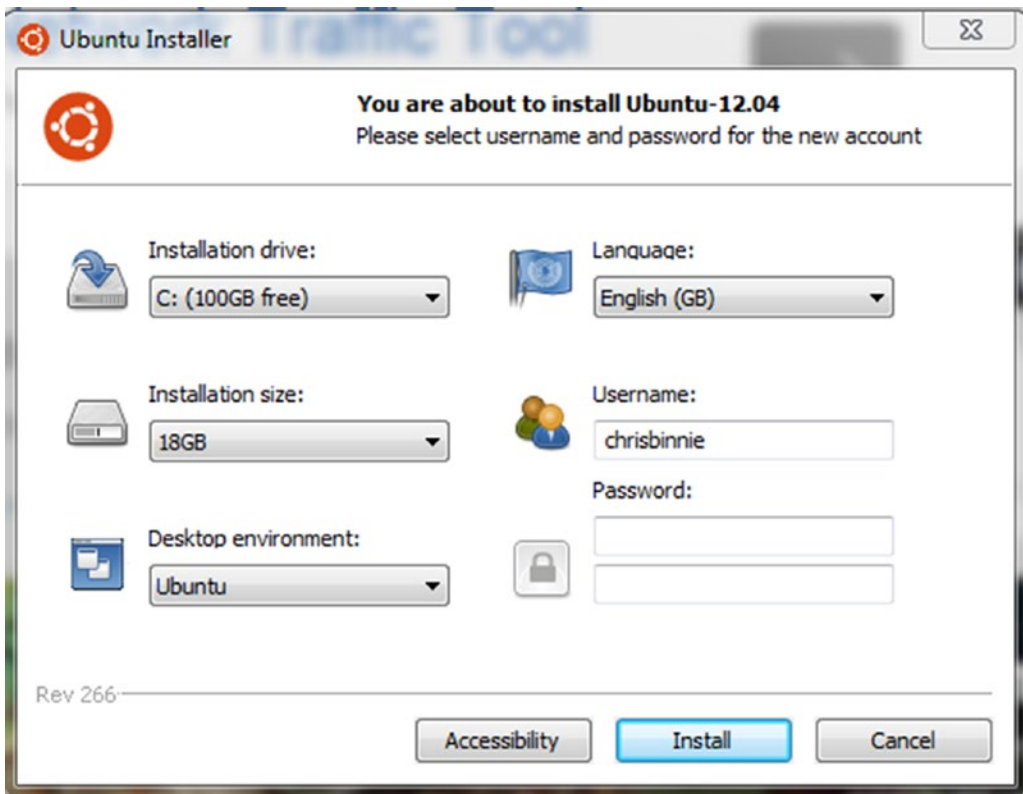 Traffic Tool
Ubuntu Installer
You are about to install Ubuntu-12.04
Please select username and password for the new account
Installation drive:
C: (100GB free)
Language:
English (GB)
Installation size:
18GB
Username:
chrisbinnie
Password:
Desktop environment:
Ubuntu
Rev 266
Accessibility
Install
Cancel